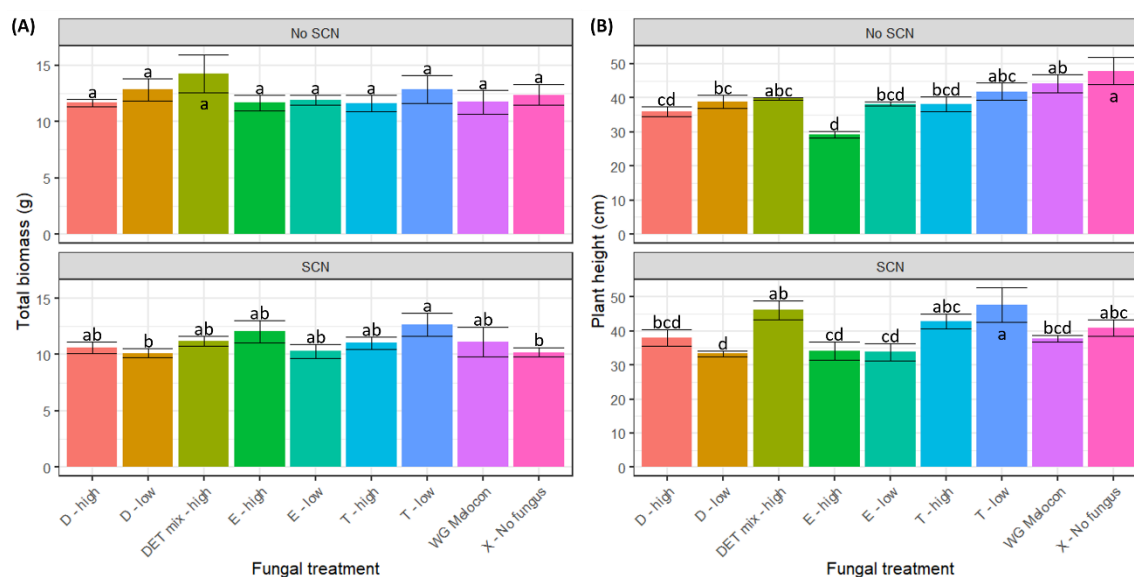 (A)
No SCN
Total biomass (g)
15
10
5
0
a a a a a a a a a
SCN
15
10
5
0
ab b ab ab ab ab a ab b
D - high
D - low
DET mix - high
E - high
E - low
T - high
T - low
WG Melocon
X - No fungus
Fungal treatment
(B)
No SCN
Plant height (cm)
50
40
30
20
10
0
cd bc abc d bcd bcd abc ab a
SCN
50
40
30
20
10
0
bcd d ab cd cd abc a bcd abc
D - high
D - low
DET mix - high
E - high
E - low
T - high
T - low
WG Melocon
X - No fungus
Fungal treatment